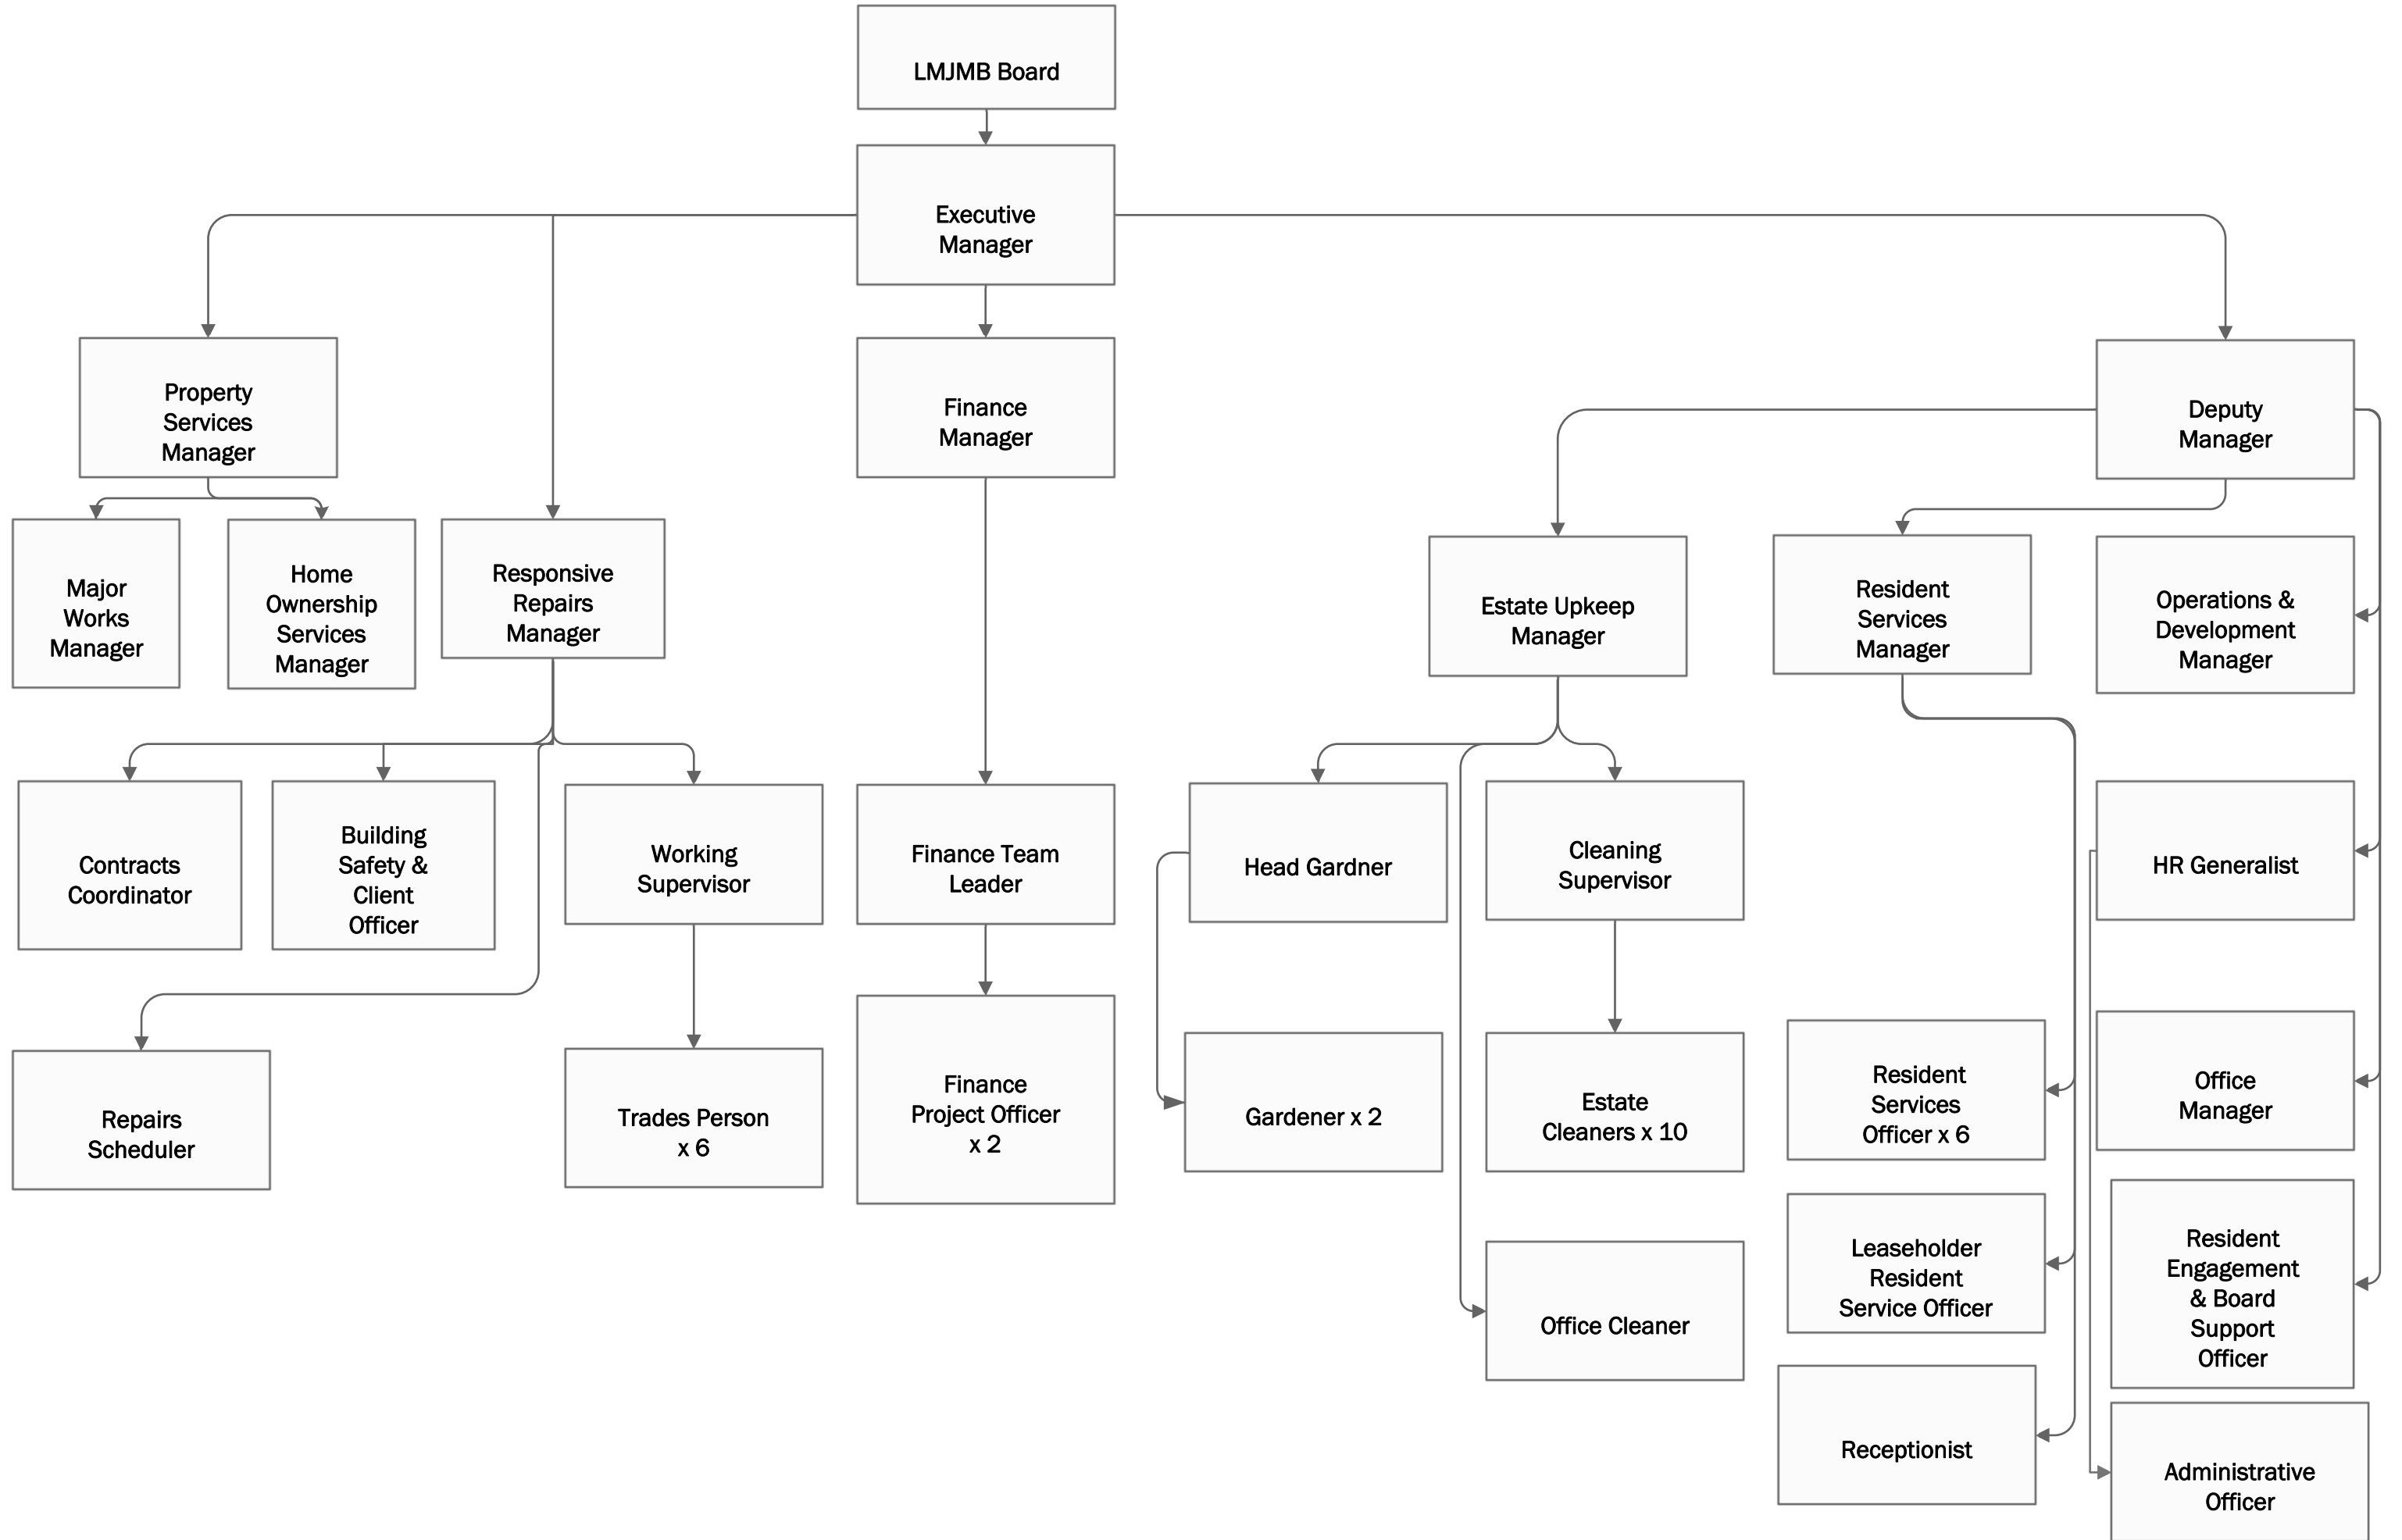 LMJMB Board
Executive
Manager
Property
Services
Manager
Finance
Manager
Deputy
Manager
Major
Works
Manager
Home
Ownership
Services
Manager
Responsive
Repairs
Manager
Estate Upkeep
Manager
Resident
Services
Manager
Operations &
Development
Manager
Contracts
Coordinator
Building
Safety &
Client
Officer
Working
Supervisor
Finance Team
Leader
Head Gardner
Cleaning
Supervisor
HR Generalist
Repairs
Scheduler
Trades Person
x 6
Finance
Project Officer
x 2
Gardener x 2
Estate
Cleaners x 10
Resident
Services
Officer x 6
Office
Manager
Office Cleaner
Leaseholder
Resident
Service Officer
Resident
Engagement
& Board
Support
Officer
Receptionist
Administrative
Officer